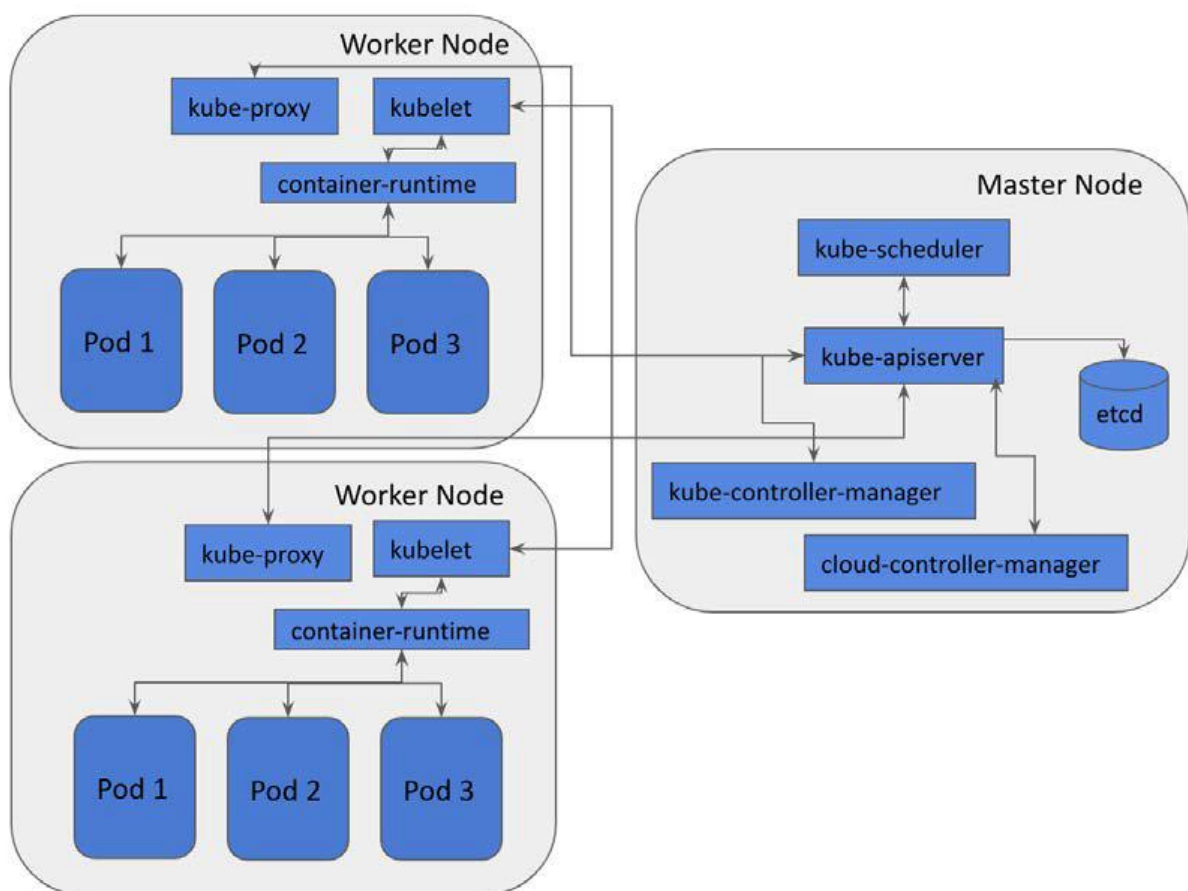 Worker Node
kube-proxy
kubelet
container-runtime
Pod 1
Pod 2
Pod 3
Master Node
kube-scheduler
kube-apiserver
etcd
kube-controller-manager
cloud-controller-manager
Worker Node
kube-proxy
kubelet
container-runtime
Pod 1
Pod 2
Pod 3